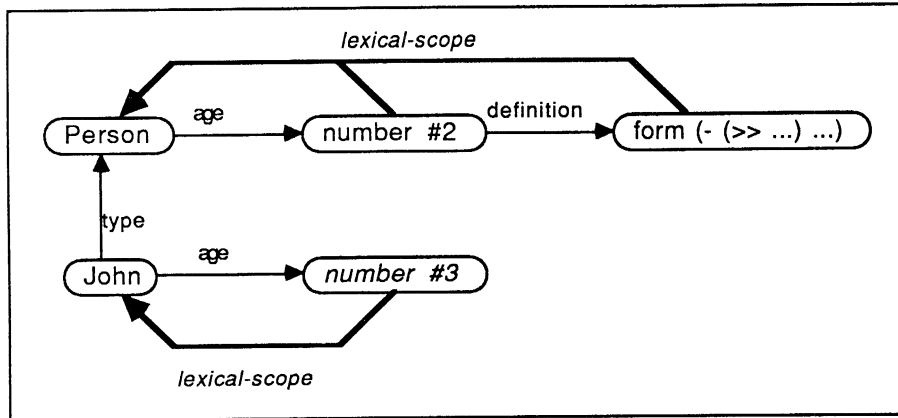 lexical-scope
age
definition
Person
number #2
form (- (>> ...) ...)
type
age
John
number #3
lexical-scope